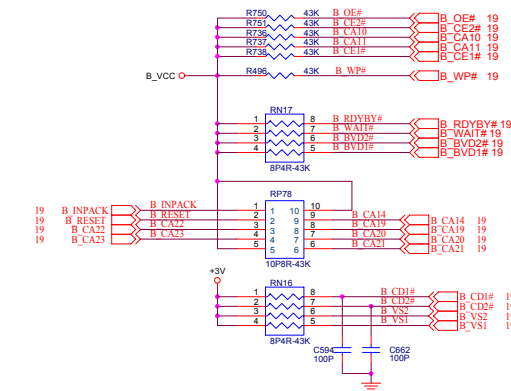 R750 43K B_OE# B_OE# 19
R751 43K B_CE2# B_CE2# 19
R736 43K B_CA10 B_CA10 19
R737 43K B_CA11 B_CA11 19
R738 43K B_CE1# B_CE1# 19
B_VCC R496 43K B_WP# B_WP# 19
RN17
1 8 B_RDYBY# B_RDYBY# 19
2 7 B_WAIT# B_WAIT# 19
3 6 B_BVD2# B_BVD2# 19
4 5 B_BVD1# B_BVD1# 19
8P4R-43K
RP78
19 B_INPACK B_INPACK 1 1 10 10
19 B_RESET B_RESET 2 2 9 9 B_CA14 B_CA14 19
19 B_CA22 B_CA22 3 3 8 8 B_CA19 B_CA19 19
19 B_CA23 B_CA23 4 4 7 7 B_CA20 B_CA20 19
5 5 6 6 B_CA21 B_CA21 19
10P8R-43K
+3V
RN16
1 8 B_CD1# B_CD1#
2 7 B_CD2# B_CD2#
3 6 B_VS2 B_VS2
4 5 B_VS1 B_VS1
8P4R-43K
C594 C662
100P 100P